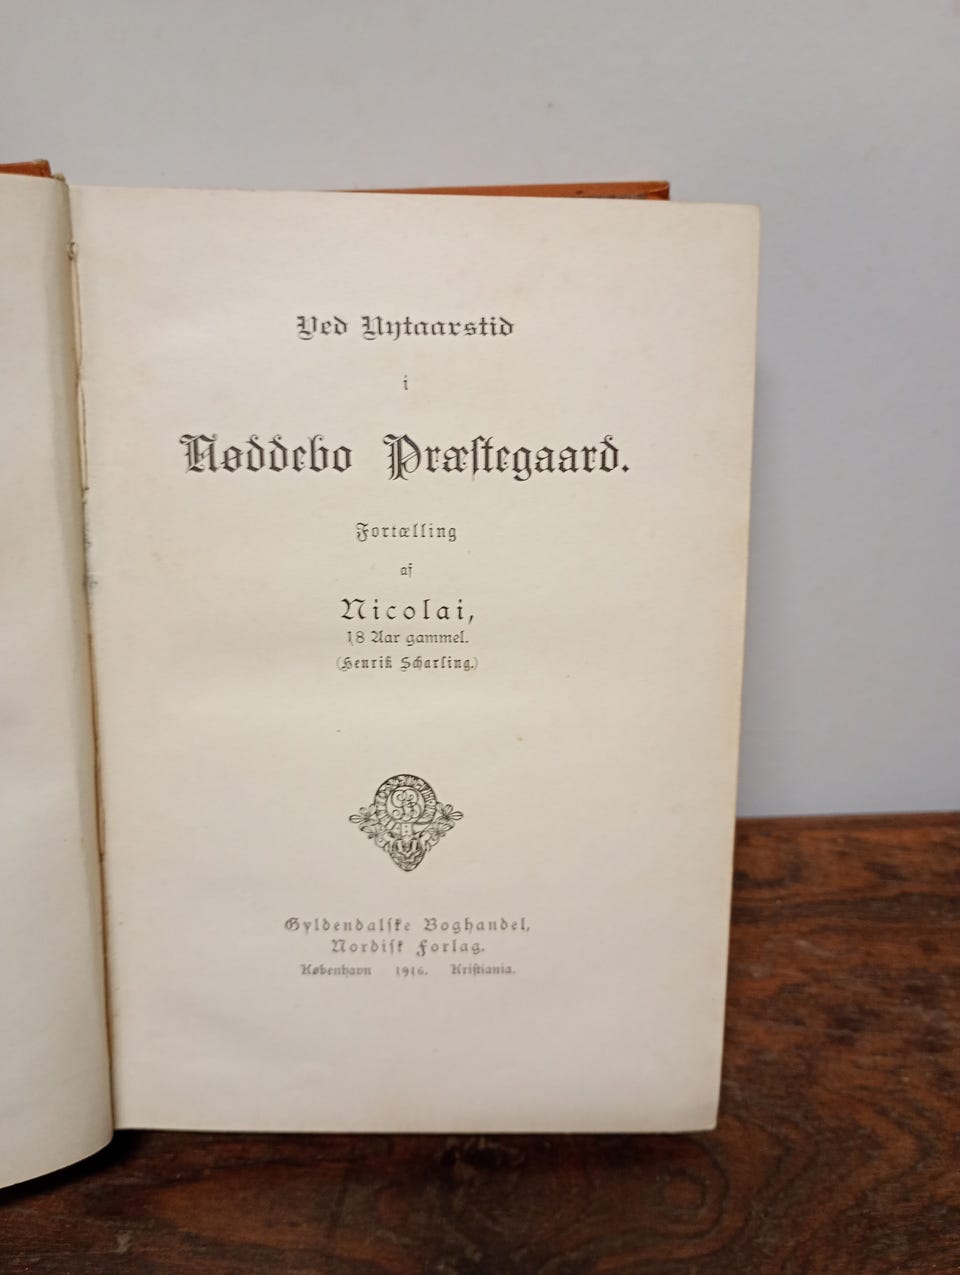 Ved Nytaarstid
i
Nøddebo Præstegaard.
Fortælling
af
Nicolai,
18 Aar gammel.
(Henrik Scharling.)
Gyldendalske Boghandel,
Nordisk Forlag.
København 1916. Kristiania.